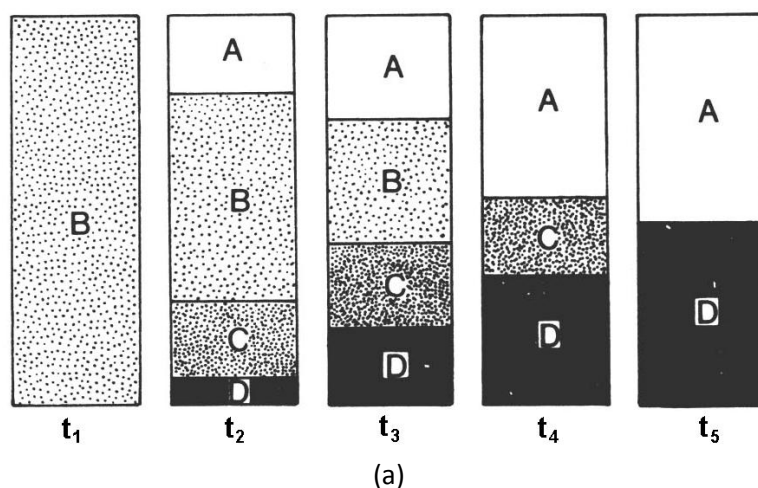 A A A A
B B B
B C C C A
D D D D
t₁ t₂ t₃ t₄ t₅
(a)